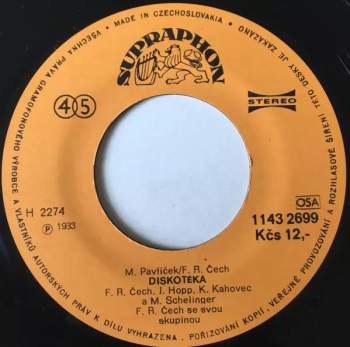 MADE IN CZECHOSLOVAKIA • VŠECHNA PRÁVA GRAMOFONOVÉHO VÝROBCE A VLASTNÍKŮ AUTORSKÝCH PRÁV K DÍLU VYHRAZENA. POŘIZOVÁNÍ KOPIÍ, VEŘEJNÉ PROVOZOVÁNÍ A ROZHLASOVÉ ŠÍŘENÍ TÉTO DESKY JE ZAKÁZÁNO •
SUPRAPHON
45
STEREO
H 2274
Ⓟ 1933
OSA
1143 2699
Kčs 12,-
M. Pavlíček/F. R. Čech
DISKOTÉKA
F. R. Čech, J. Hopp, K. Kahovec
a M. Schelinger
F. R. Čech se svou
skupinou